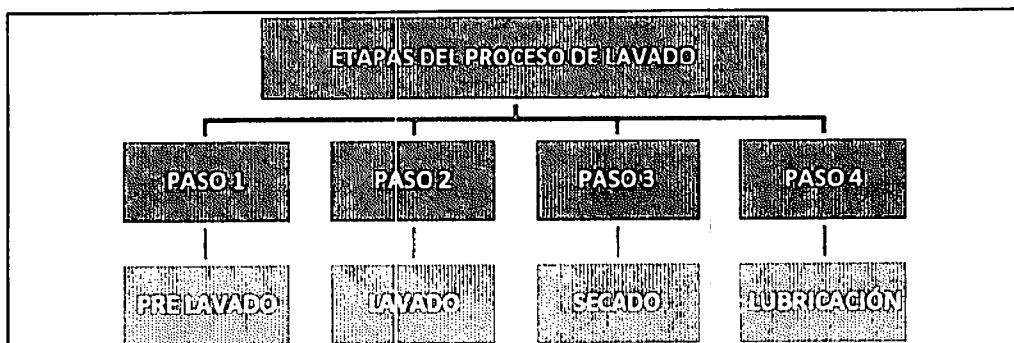 ETAPAS DEL PROCESO DE LAVADO
PASO 1
PASO 2
PASO 3
PASO 4
PRE LAVADO
LAVADO
SECADO
LUBRICACIÓN